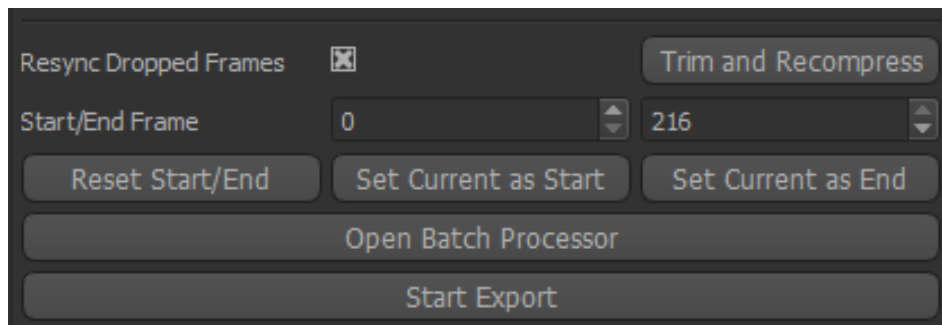 Resync Dropped Frames Trim and Recompress
Start/End Frame 0 216
Reset Start/End Set Current as Start Set Current as End
Open Batch Processor
Start Export